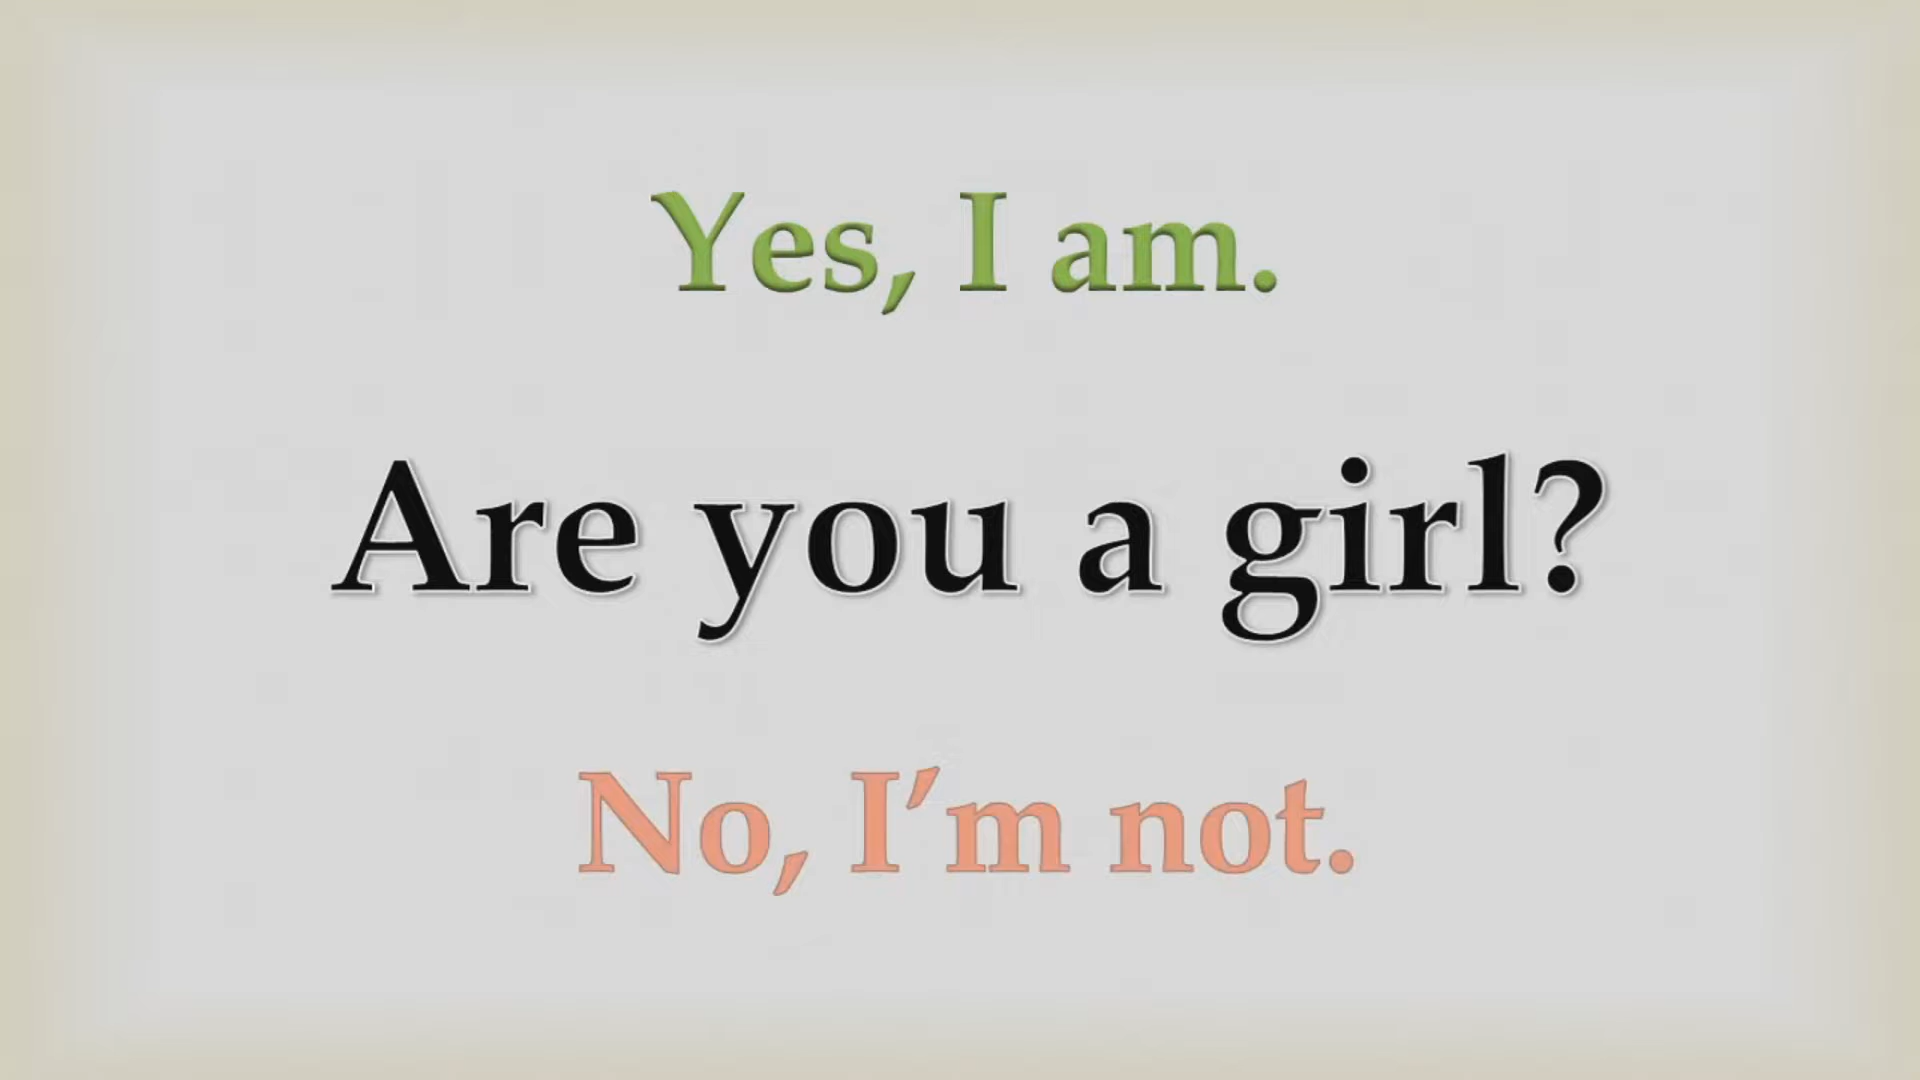 Yes, I am.
Are you a girl?
No, I’m not.